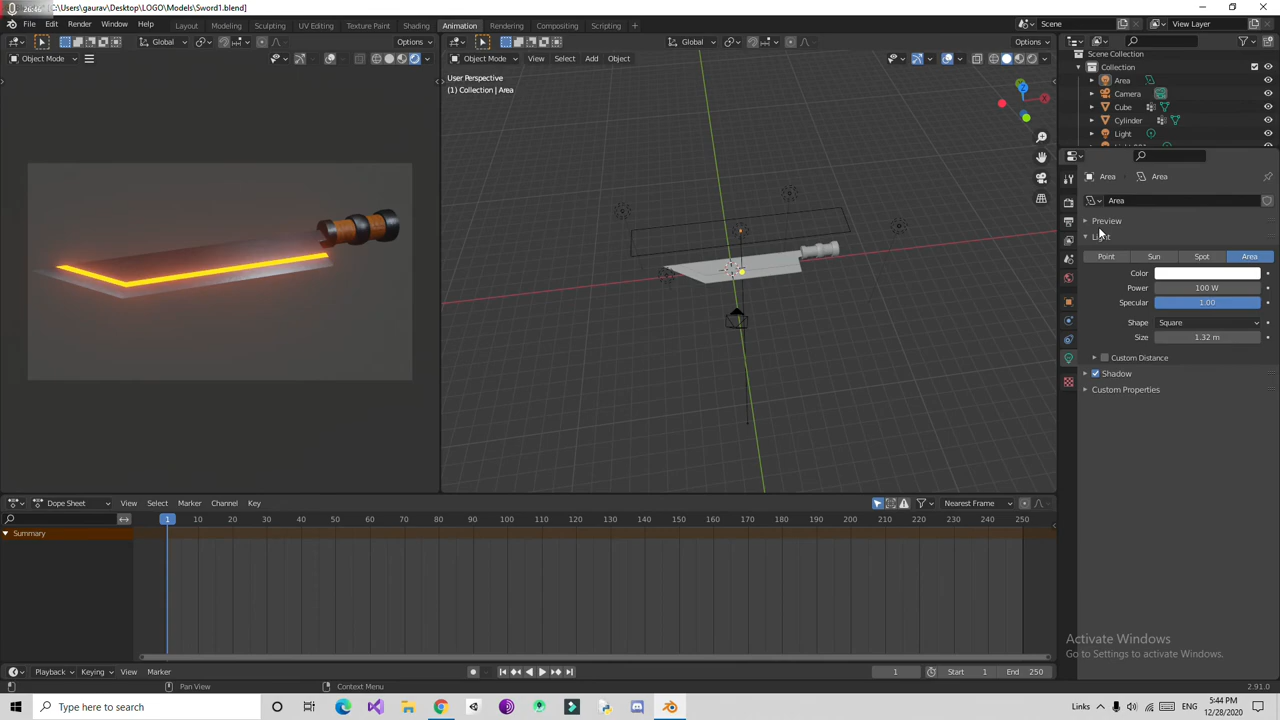 26:46
[C:\Users\gaurav\Desktop\LOGO\Models\Sword1.blend]
File Edit Render Window Help Layout Modeling Sculpting UV Editing Texture Paint Shading Animation Rendering Compositing Scripting Scene View Layer
Global Options Global Options
Object Mode Object Mode View Select Add Object
User Perspective
(1) Collection | Area
Z
X
Scene Collection
Collection
Area
Camera
Cube
Cylinder
Light
Area Area
Area
Preview
Light
Point Sun Spot Area
Color
Power 100 W
Specular 1.00
Shape Square
Size 1.32 m
Custom Distance
Shadow
Custom Properties
Dope Sheet View Select Marker Channel Key Nearest Frame
1 10 20 30 40 50 60 70 80 90 100 110 120 130 140 150 160 170 180 190 200 210 220 230 240 250
Summary
Activate Windows
Go to Settings to activate Windows.
Playback Keying View Marker 1 Start 1 End 250
Pan View Context Menu 2.91.0
Type here to search Links ENG 5:44 PM
12/28/2020